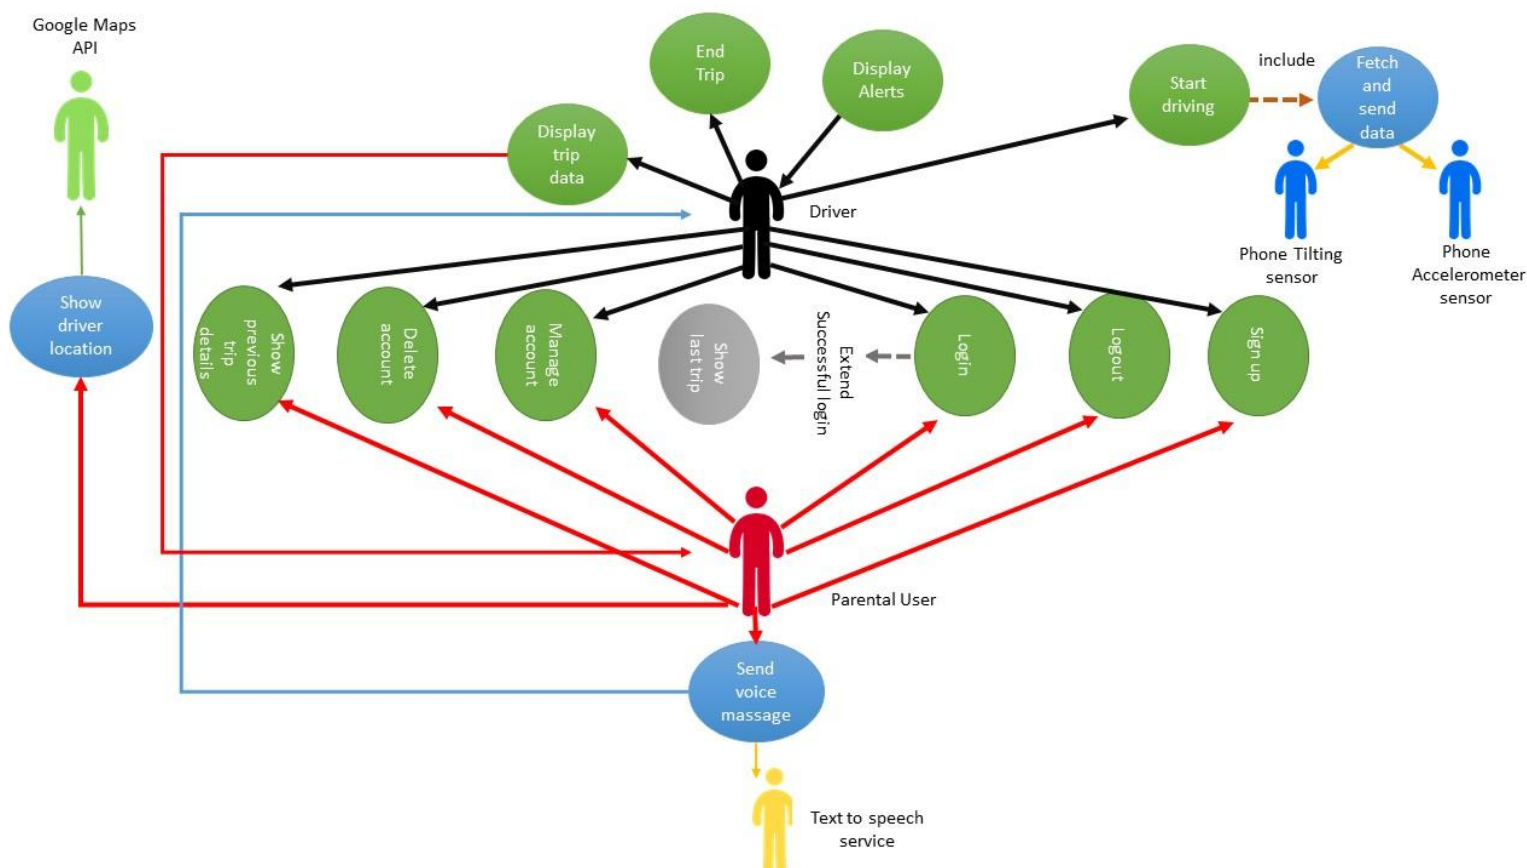 Google Maps
API
End
Trip
Display
Alerts
Start
driving
include
Fetch
and
send
data
Display
trip
data
Driver
Phone Tilting
sensor
Phone
Accelerometer
sensor
Show
driver
location
Show
previous
trip
details
Delete
account
Manage
account
Show
last trip
Extend
Successful login
Login
Logout
Sign up
Parental User
Send
voice
massage
Text to speech
service